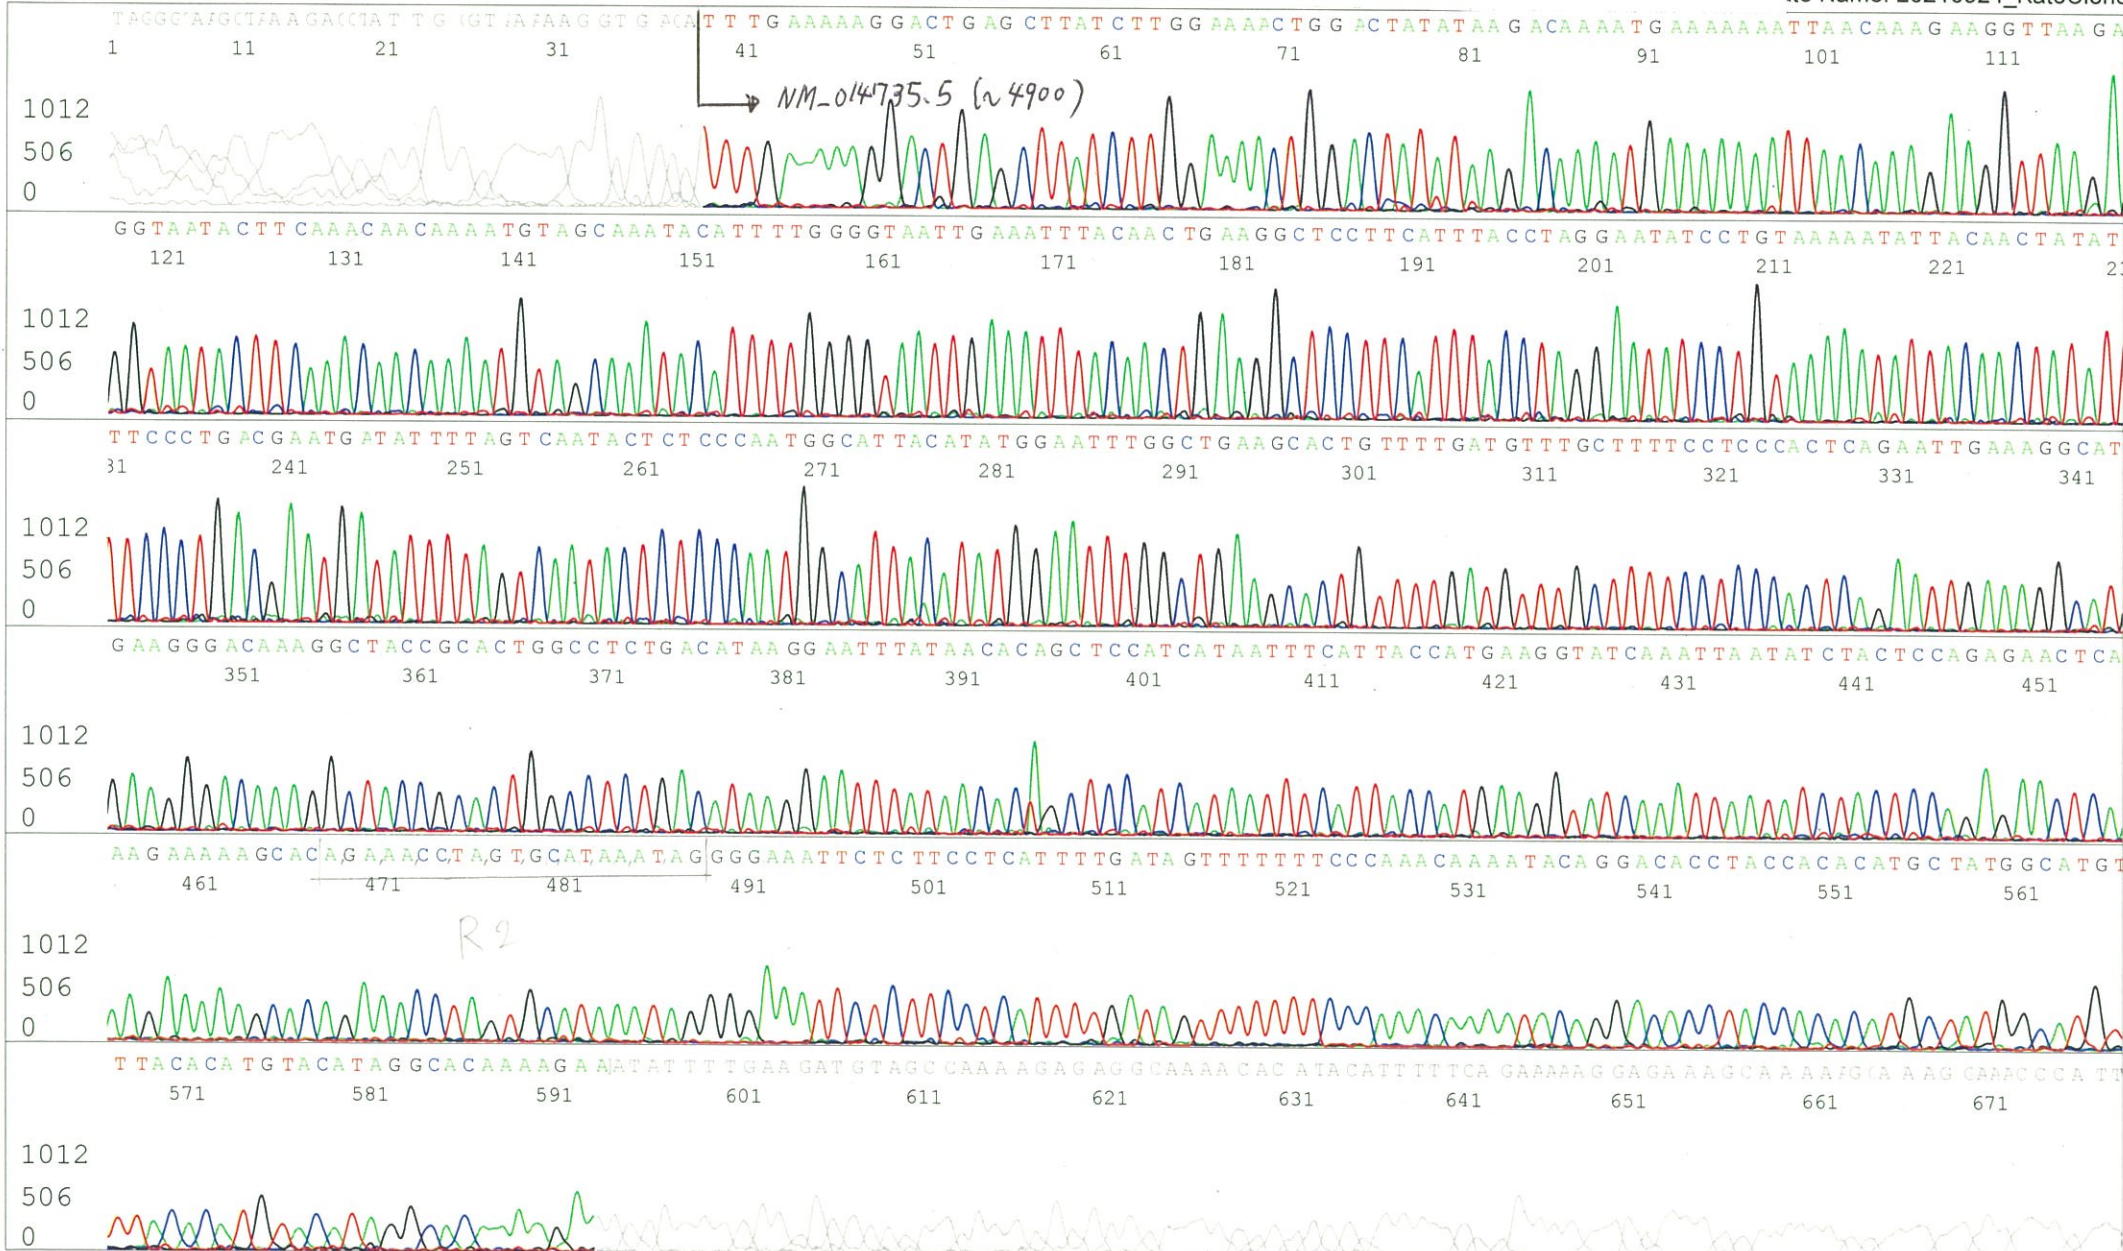 TTTGAAAAAGGACTGAGCTTATCTTGGAAAACTGGACTATATAAGACAAAATGAAAAAAAATTAACAAAGAAGGTTAAGA
1 11 21 31 41 51 61 71 81 91 101 111
NM_014735.5 (~4900)
1012
506
0
GGTAATACTTCAAACAACAAAATGTAGCAAATACATTTTGGGGTAATTGAAATTTACAACTGAAGGCTCCTTCATTTACCTAGGAATATCCTGTAAAAATATTACAACTATAT
121 131 141 151 161 171 181 191 201 211 221
1012
506
0
TTCCCTGACGAATGATATTTTAGTCAATACTCTCCCAATGGCATTACATATGGAATTTGGCTGAAGCACTGTTTTGATGTTTGCTTTTCCTCCCACTCAGAATTGAAAGGCAT
31 241 251 261 271 281 291 301 311 321 331 341
1012
506
0
GAAGGGACAAAGGCTACCGCACTGGCCTCTGACATAAGGAATTTATAACACAGCTCCATCATAATTTCATTACCATGAAGGTATCAAATTAATATCTACTCCAGAGAACTCA
351 361 371 381 391 401 411 421 431 441 451
1012
506
0
AAGAAAAAGCACAGAAACCTAGTGCATAAATAGGGGAAATTCTCTTCCTCATTTTGATAGTTTTTTTCCCAAACAAAATACAGGACACCTACCACACATGCTATGGCATGT
461 471 481 491 501 511 521 531 541 551 561
R2
1012
506
0
TTACACATGTACATAGGCACAAAAGAAATATTTTGAAGATGTAGCCAAAAGAGAGGCAAAACACATACATTTTTCAGAAAAAGGAGAAAGCAAAA
571 581 591 601 611 621 631 641 651 661 671
1012
506
0